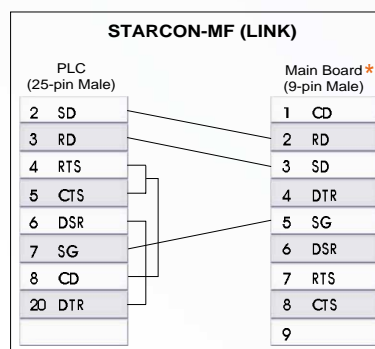 STARCON-MF (LINK)
PLC
(25-pin Male)
2 SD
3 RD
4 RTS
5 CTS
6 DSR
7 SG
8 CD
20 DTR
Main Board*
(9-pin Male)
1 CD
2 RD
3 SD
4 DTR
5 SG
6 DSR
7 RTS
8 CTS
9